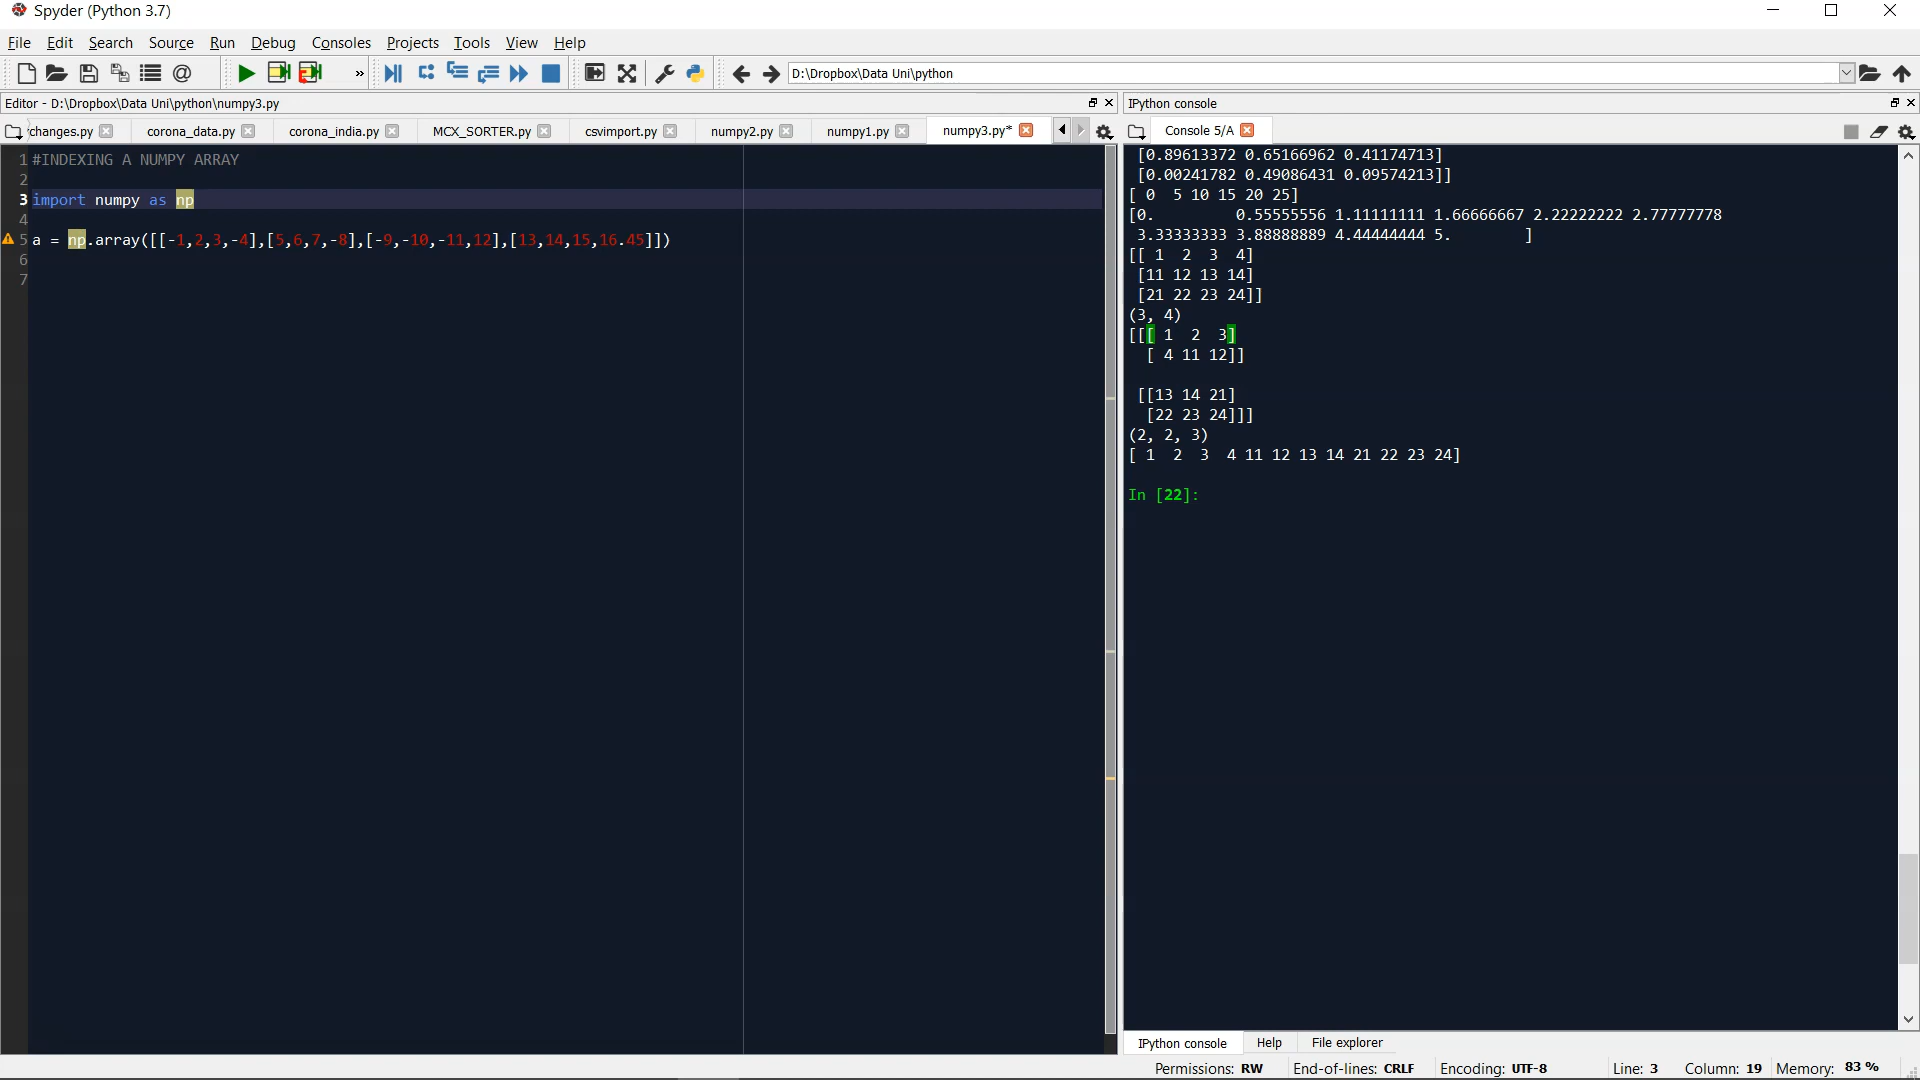 Spyder (Python 3.7)
File Edit Search Source Run Debug Consoles Projects Tools View Help
D:\Dropbox\Data Uni\python
Editor - D:\Dropbox\Data Uni\python\numpy3.py
IPython console
changes.py corona_data.py corona_india.py MCX_SORTER.py csvimport.py numpy2.py numpy1.py numpy3.py*
Console 5/A
1 #INDEXING A NUMPY ARRAY
2
3 import numpy as np
4
5 a = np.array([[-1,2,3,-4],[5,6,7,-8],[-9,-10,-11,12],[13,14,15,16.45]])
6
7
[0.89613372 0.65166962 0.41174713]
[0.00241782 0.49086431 0.09574213]]
[ 0 5 10 15 20 25]
[0. 0.55555556 1.11111111 1.66666667 2.22222222 2.77777778
3.33333333 3.88888889 4.44444444 5. ]
[[ 1 2 3 4]
[11 12 13 14]
[21 22 23 24]]
(3, 4)
[[[ 1 2 3]
[ 4 11 12]]
[[13 14 21]
[22 23 24]]]
(2, 2, 3)
[ 1 2 3 4 11 12 13 14 21 22 23 24]
In [22]:
IPython console Help File explorer
Permissions: RW End-of-lines: CRLF Encoding: UTF-8 Line: 3 Column: 19 Memory: 83 %